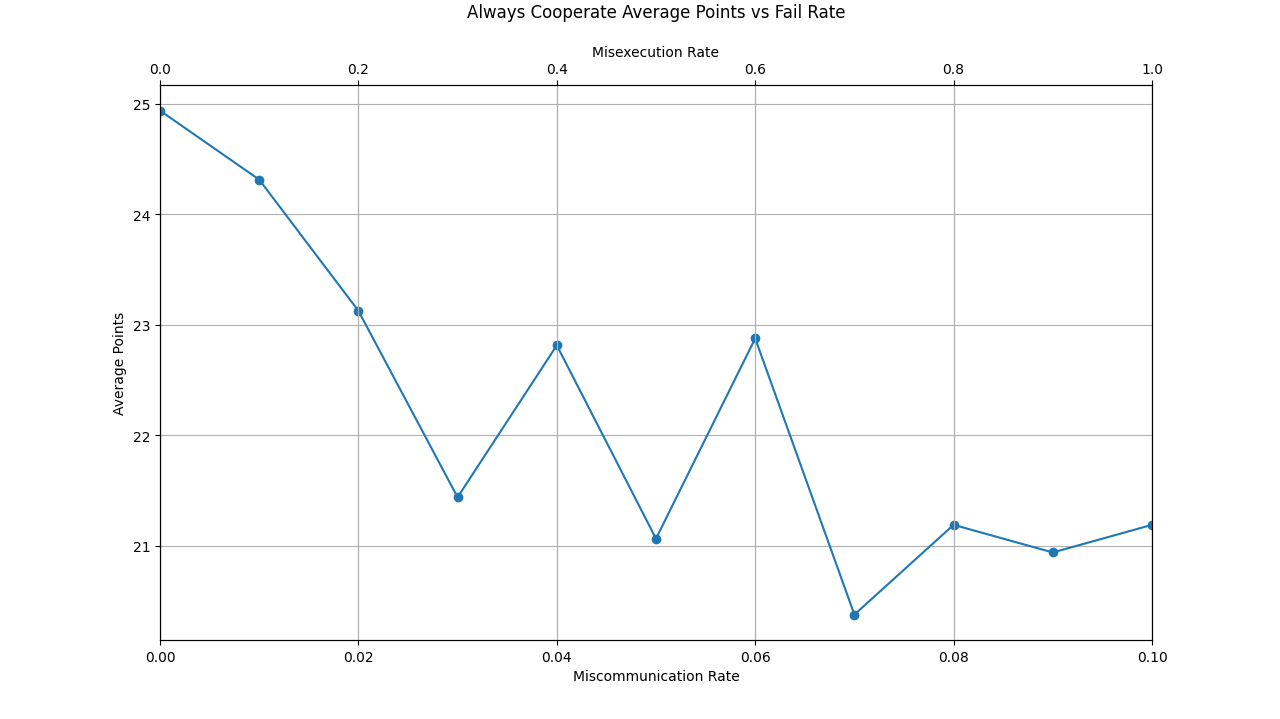 Always Cooperate Average Points vs Fail Rate
Misexecution Rate
0.0 0.2 0.4 0.6 0.8 1.0
25
24
23
22
21
Average Points
0.00 0.02 0.04 0.06 0.08 0.10
Miscommunication Rate